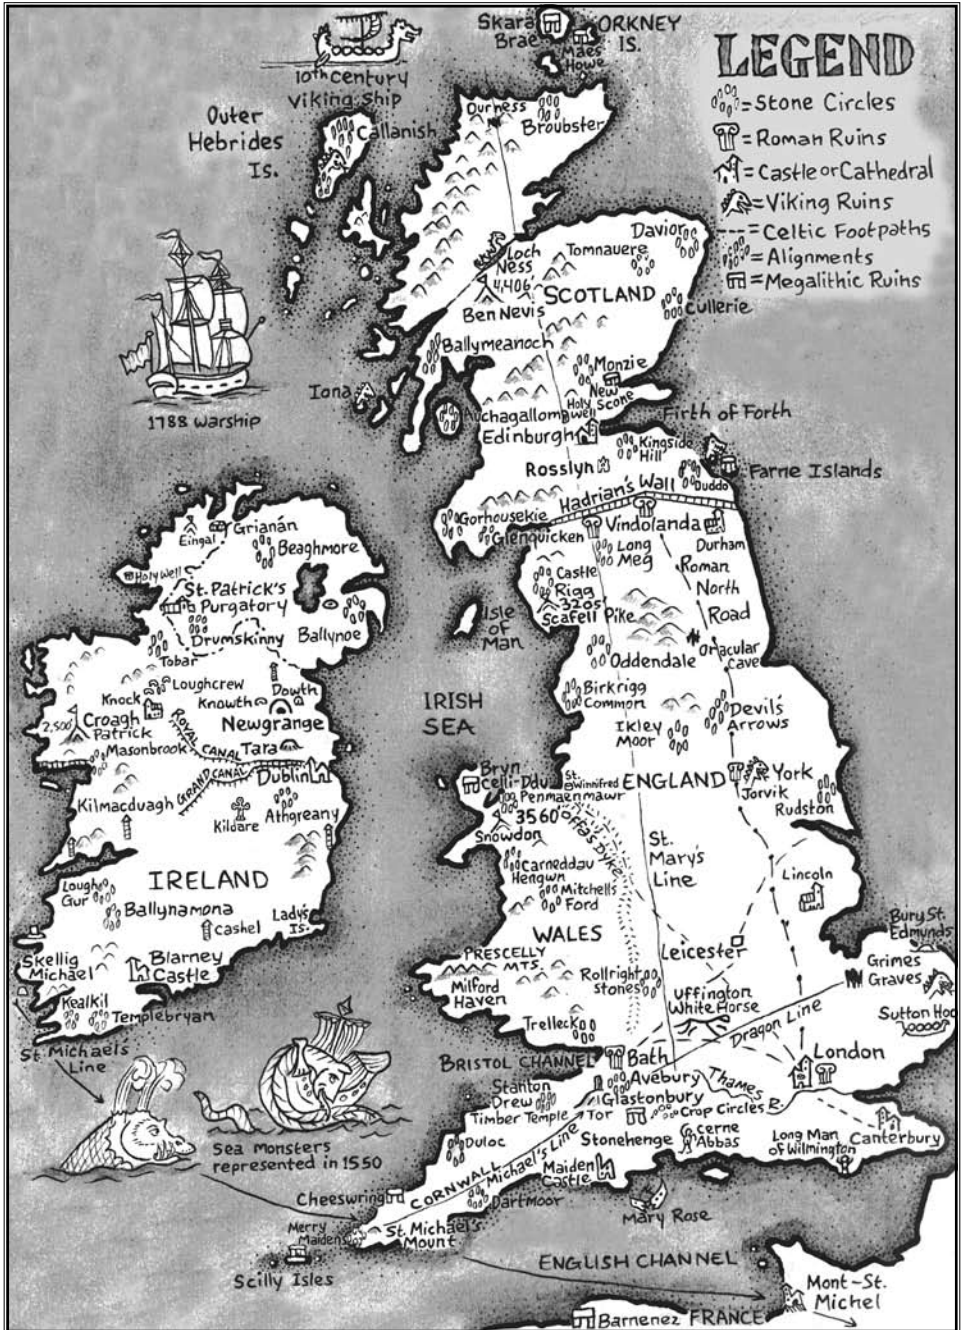 Skara
Brae
ORKNEY
IS.
Maes
Howe
10th century
Viking ship
LEGEND
= Stone Circles
= Roman Ruins
= Castle or Cathedral
= Viking Ruins
= Celtic Footpaths
= Alignments
= Megalithic Ruins
Outer
Hebrides
Is.
Callanish
Durness
Broubster
Davior
Tomnauere
Loch
Ness
4,406'
Ben Nevis
SCOTLAND
Cullerie
Ballymeanoch
Monzie
New
Scone
Holy
well
Iona
Auchagallom
Edinburgh
Firth of Forth
Kingside
Hill
Rosslyn
Farne Islands
Duddo
Hadrian's Wall
1788 warship
Gorhousekie
Glenquicken
Vindolanda
Durham
Long
Meg
Roman
North
Road
Castle
Rigg
3205
Scafell Pike
Isle
of
Man
Oddendale
Oracular
cave
Birkrigg
Common
Devil's
Arrows
Ikley
Moor
Grianán
Eingal
Beaghmore
Holy Well
St. Patrick's
Purgatory
Drumskinny
Ballynoe
Tobar
Loughcrew
Knock
Knowth
Dowth
Newgrange
2,500'
Croagh
Patrick
ROYAL CANAL
Tara
Masonbrook
GRAND CANAL
Dublin
Kilmacduagh
Kildare
Athgreany
IRELAND
Lough
Gur
Ballynamona
Cashel
Lady's
Is.
Skellig
Michael
Blarney
Castle
Kealkil
Templebryan
St. Michael's
Line
IRISH
SEA
Bryn
Celli-Ddu
St.
Winnifred
ENGLAND
York
Jorvik
Rudston
Penmaenmawr
3560'
Snowdon
Offa's Dyke
St.
Mary's
Line
Carneddau
Hengwn
Mitchells
Ford
Lincoln
WALES
Leicester
Bury St.
Edmunds
Grimes
Graves
PRESCELLY
MTS.
Milford
Haven
Rollright
Stones
Uffington
White Horse
Dragon Line
Sutton Hoo
Trelleck
BRISTOL CHANNEL
Bath
London
Avebury
Thames
R.
Stanton
Drew
Glastonbury
Tor
Timber Temple
Crop Circles
Stonehenge
Cerne
Abbas
Long Man
of Wilmington
Canterbury
Duloc
CORNWALL
Michael's Line
Maiden
Castle
Dartmoor
Mary Rose
Sea monsters
represented in 1550
Cheeswring
Merry
Maidens
St. Michael's
Mount
Scilly Isles
ENGLISH CHANNEL
Mont-St.
Michel
Barnenez FRANCE